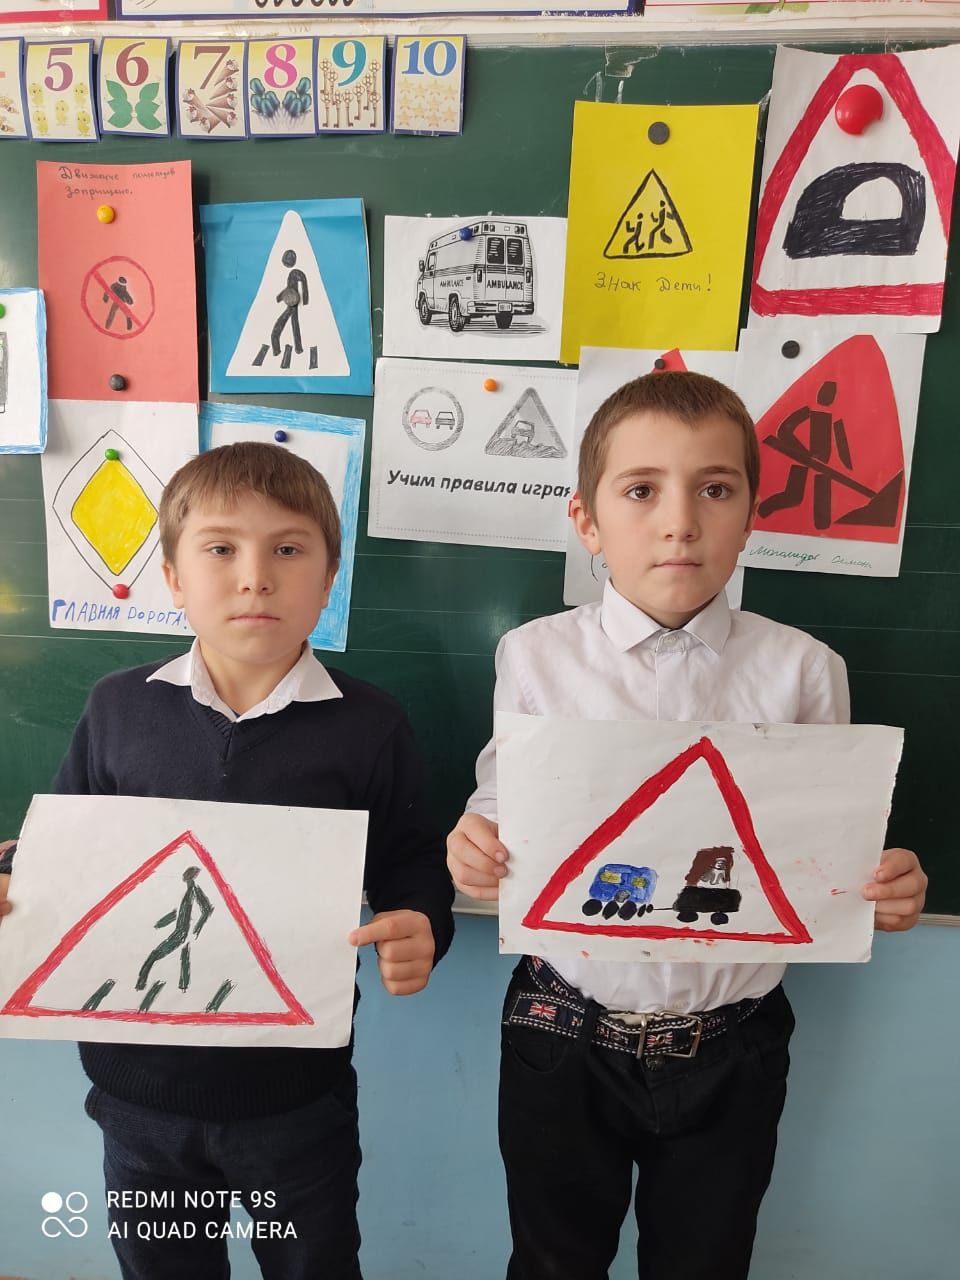 5 6 7 8 9 10
Движение пешеходов
Зоприщено.
AMBULANCE AMBULANCE
Знак Дети!
Учим правила играя
ГЛАВНАЯ ДОРОГА!
REDMI NOTE 9S
AI QUAD CAMERA